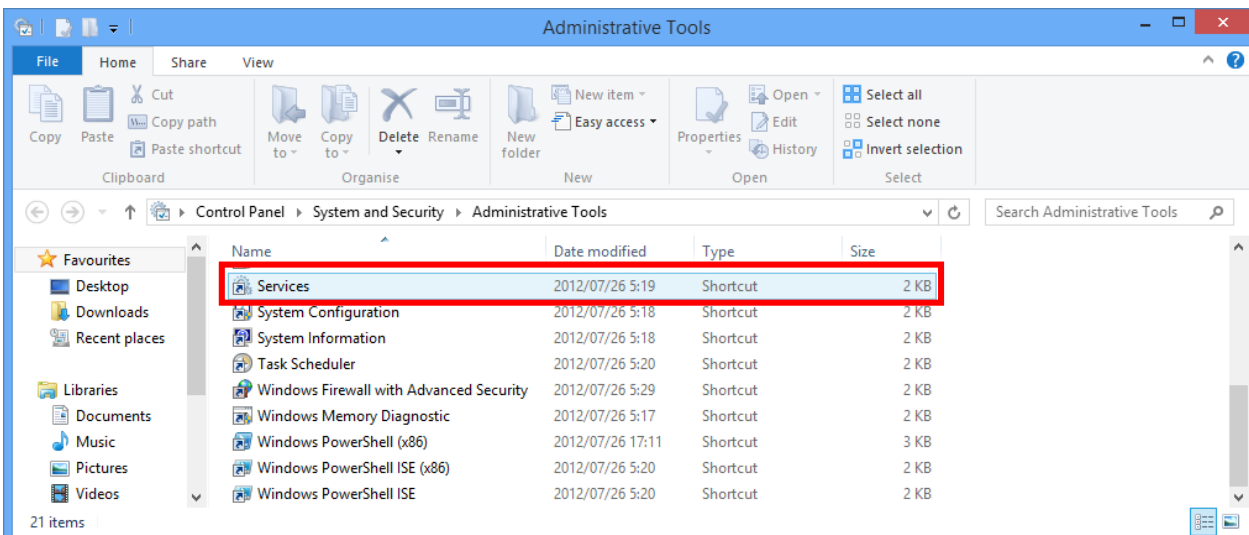 Administrative Tools
File Home Share View
Copy
Paste
Cut
Copy path
Paste shortcut
Clipboard
Move to
Copy to
Delete
Rename
Organise
New folder
New item
Easy access
New
Properties
Open
Edit
History
Open
Select all
Select none
Invert selection
Select
Control Panel System and Security Administrative Tools
Search Administrative Tools
Favourites
Desktop
Downloads
Recent places
Libraries
Documents
Music
Pictures
Videos
Name Date modified Type Size
Services 2012/07/26 5:19 Shortcut 2 KB
System Configuration 2012/07/26 5:18 Shortcut 2 KB
System Information 2012/07/26 5:18 Shortcut 2 KB
Task Scheduler 2012/07/26 5:20 Shortcut 2 KB
Windows Firewall with Advanced Security 2012/07/26 5:29 Shortcut 2 KB
Windows Memory Diagnostic 2012/07/26 5:17 Shortcut 2 KB
Windows PowerShell (x86) 2012/07/26 17:11 Shortcut 3 KB
Windows PowerShell ISE (x86) 2012/07/26 5:20 Shortcut 2 KB
Windows PowerShell ISE 2012/07/26 5:20 Shortcut 2 KB
21 items